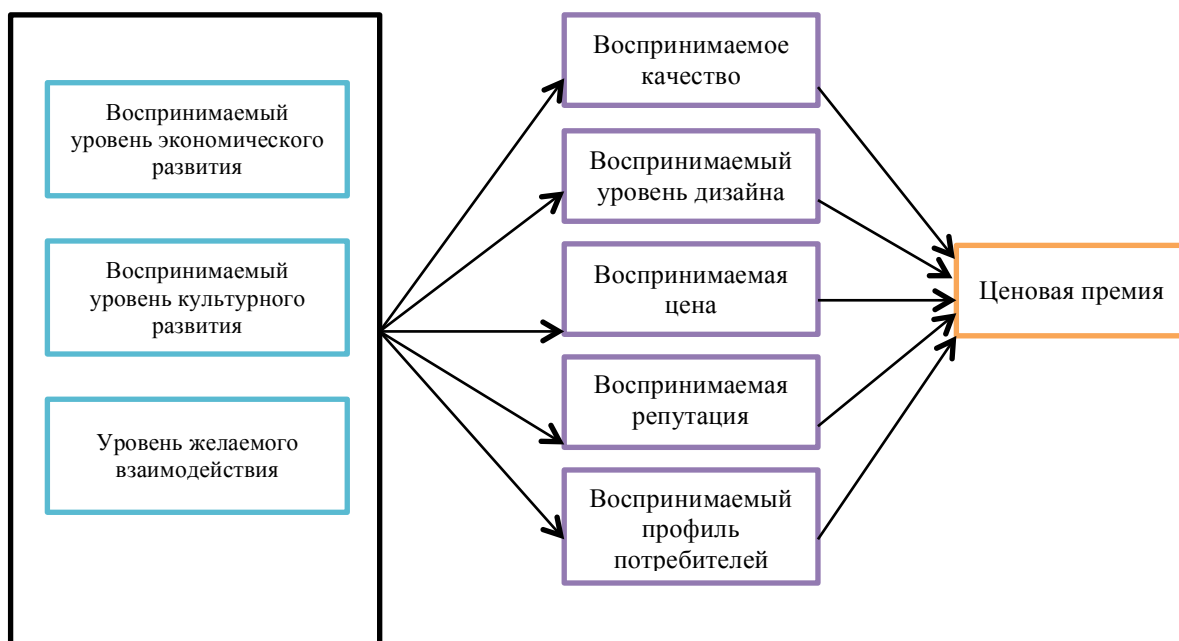 Воспринимаемый
уровень экономического
развития
Воспринимаемый
уровень культурного
развития
Уровень желаемого
взаимодействия
Воспринимаемое
качество
Воспринимаемый
уровень дизайна
Воспринимаемая
цена
Воспринимаемая
репутация
Воспринимаемый
профиль
потребителей
Ценовая премия